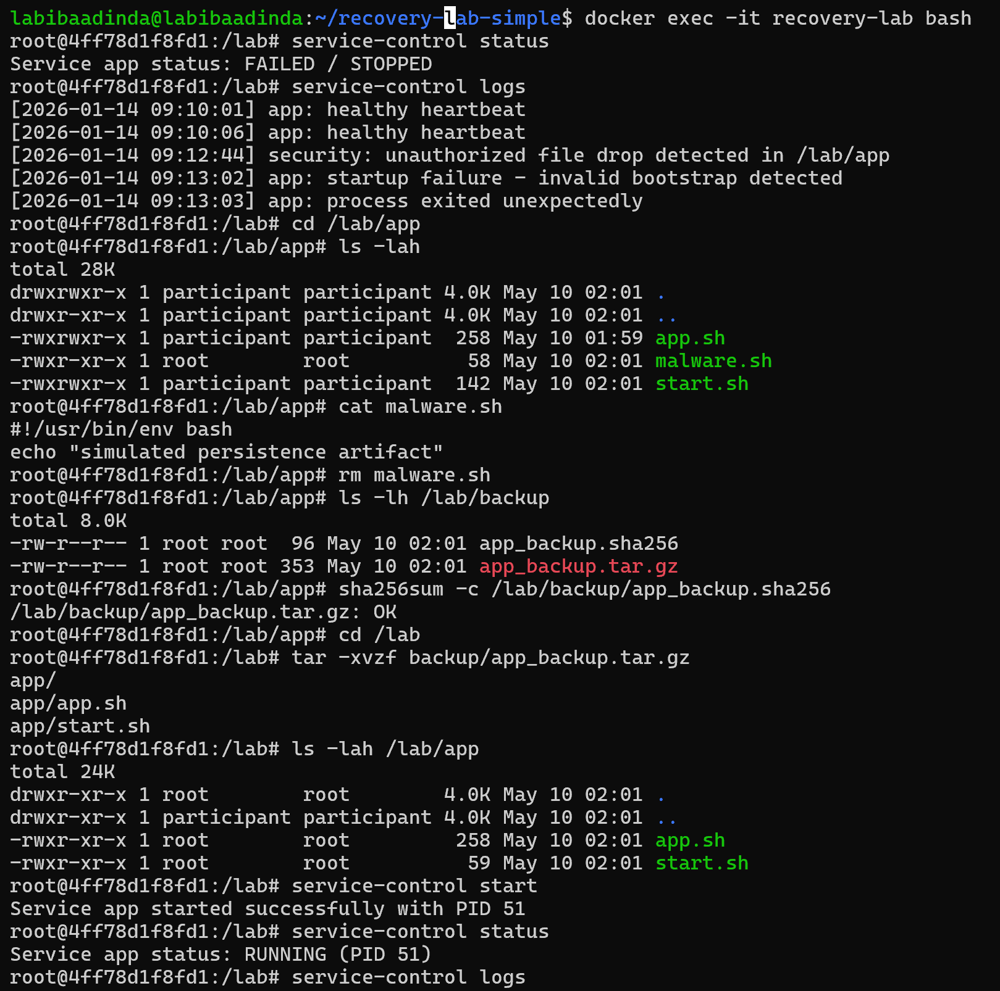 labibaadinda@labibaadinda:~/recovery-lab-simple$ docker exec -it recovery-lab bash
root@4ff78d1f8fd1:/lab# service-control status
Service app status: FAILED / STOPPED
root@4ff78d1f8fd1:/lab# service-control logs
[2026-01-14 09:10:01] app: healthy heartbeat
[2026-01-14 09:10:06] app: healthy heartbeat
[2026-01-14 09:12:44] security: unauthorized file drop detected in /lab/app
[2026-01-14 09:13:02] app: startup failure - invalid bootstrap detected
[2026-01-14 09:13:03] app: process exited unexpectedly
root@4ff78d1f8fd1:/lab# cd /lab/app
root@4ff78d1f8fd1:/lab/app# ls -lah
total 28K
drwxrwxr-x 1 participant participant 4.0K May 10 02:01 .
drwxr-xr-x 1 participant participant 4.0K May 10 02:01 ..
-rwxrwxr-x 1 participant participant  258 May 10 01:59 app.sh
-rwxr-xr-x 1 root        root          58 May 10 02:01 malware.sh
-rwxrwxr-x 1 participant participant  142 May 10 02:01 start.sh
root@4ff78d1f8fd1:/lab/app# cat malware.sh
#!/usr/bin/env bash
echo "simulated persistence artifact"
root@4ff78d1f8fd1:/lab/app# rm malware.sh
root@4ff78d1f8fd1:/lab/app# ls -lh /lab/backup
total 8.0K
-rw-r--r-- 1 root root  96 May 10 02:01 app_backup.sha256
-rw-r--r-- 1 root root 353 May 10 02:01 app_backup.tar.gz
root@4ff78d1f8fd1:/lab/app# sha256sum -c /lab/backup/app_backup.sha256
/lab/backup/app_backup.tar.gz: OK
root@4ff78d1f8fd1:/lab/app# cd /lab
root@4ff78d1f8fd1:/lab# tar -xvzf backup/app_backup.tar.gz
app/
app/app.sh
app/start.sh
root@4ff78d1f8fd1:/lab# ls -lah /lab/app
total 24K
drwxr-xr-x 1 root        root        4.0K May 10 02:01 .
drwxr-xr-x 1 participant participant 4.0K May 10 02:01 ..
-rwxr-xr-x 1 root        root         258 May 10 02:01 app.sh
-rwxr-xr-x 1 root        root          59 May 10 02:01 start.sh
root@4ff78d1f8fd1:/lab# service-control start
Service app started successfully with PID 51
root@4ff78d1f8fd1:/lab# service-control status
Service app status: RUNNING (PID 51)
root@4ff78d1f8fd1:/lab# service-control logs